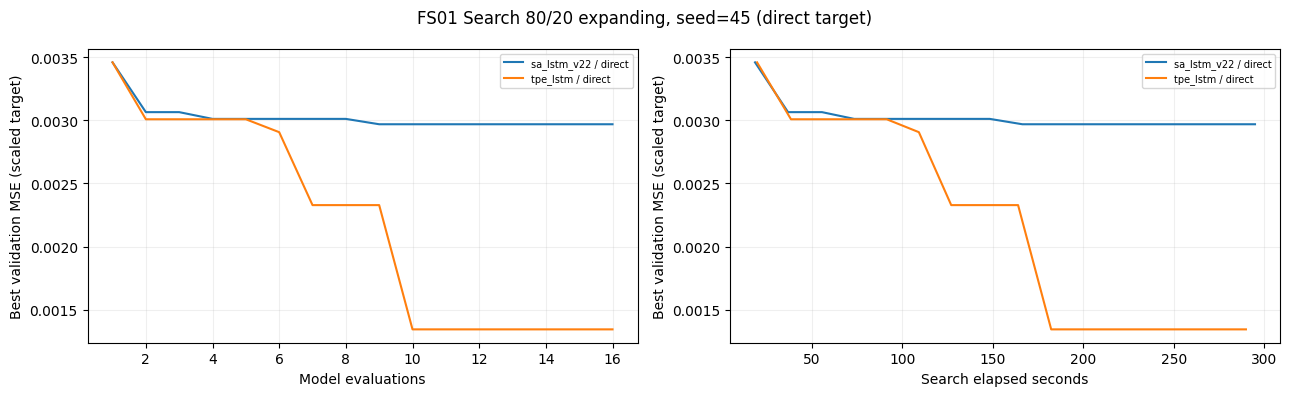 FS01 Search 80/20 expanding, seed=45 (direct target)
Best validation MSE (scaled target)
0.0035
0.0030
0.0025
0.0020
0.0015
sa_lstm_v22 / direct
tpe_lstm / direct
2 4 6 8 10 12 14 16
Model evaluations
Best validation MSE (scaled target)
0.0035
0.0030
0.0025
0.0020
0.0015
sa_lstm_v22 / direct
tpe_lstm / direct
50 100 150 200 250 300
Search elapsed seconds